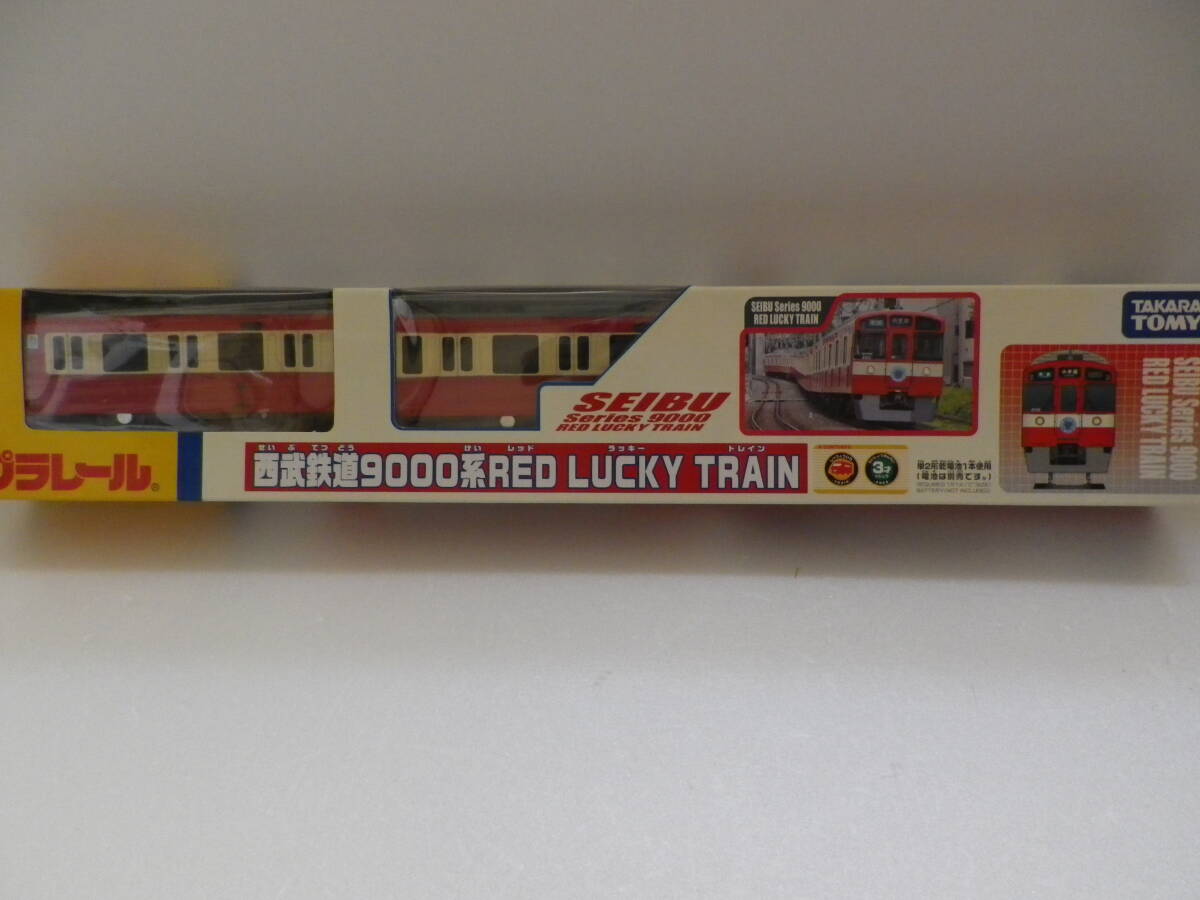 プラレール®
SEIBU
Series 9000
RED LUCKY TRAIN
SEIBU Series 9000
RED LUCKY TRAIN
TAKARA
TOMY
SEIBU Series 9000
RED LUCKY TRAIN
せいぶてつどう けい レッド ラッキー トレイン
西武鉄道9000系RED LUCKY TRAIN
3才
単2形乾電池1本使用
(電池は別売です。)